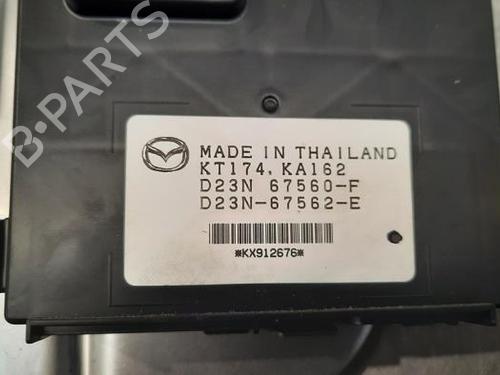 B-PARTS
MADE IN THAILAND
KT174, KA162
D23N 67560-F
D23N-67562-E
*KX912676*